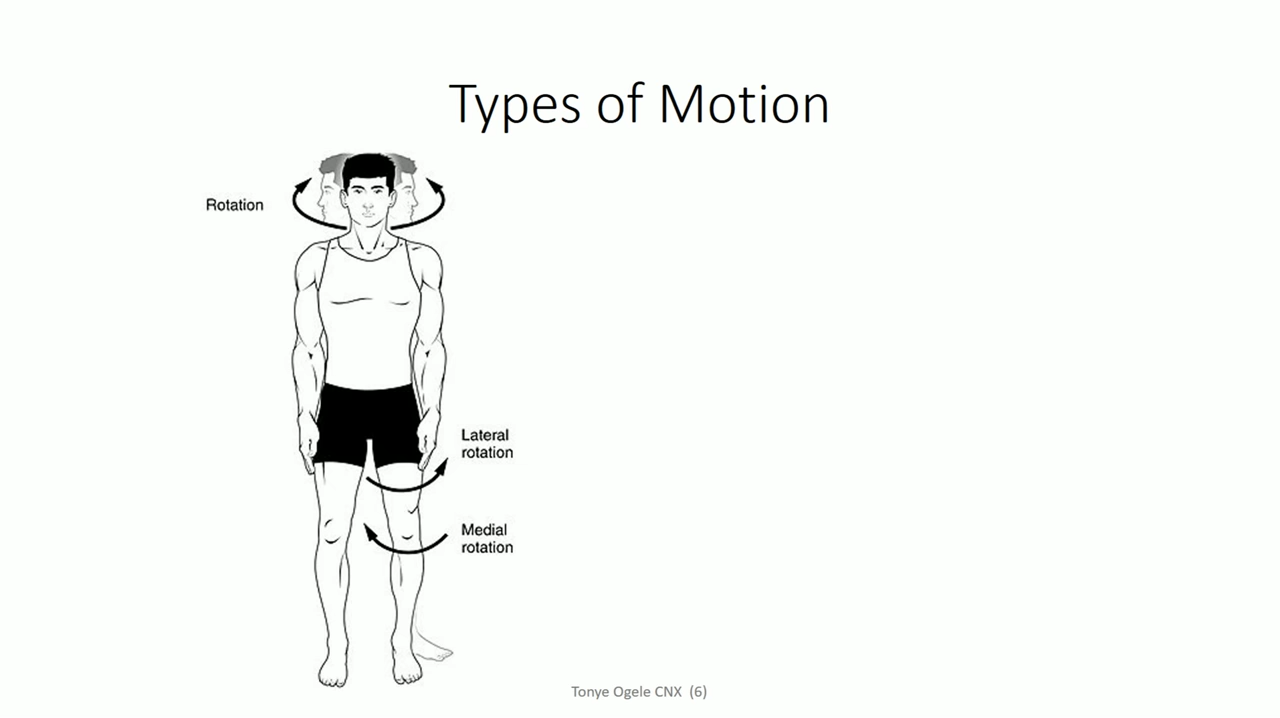 Types of Motion
Rotation
Lateral
rotation
Medial
rotation
Tonye Ogele CNX (6)